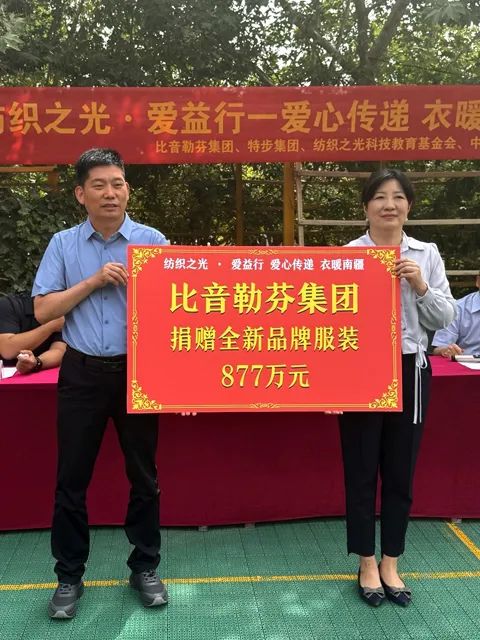 纺织之光 · 爱益行—爱心传递 衣暖
比音勒芬集团、特步集团、纺织之光科技教育基金会、中
纺织之光 · 爱益行 爱心传递 衣暖南疆
比音勒芬集团
捐赠全新品牌服装
877万元